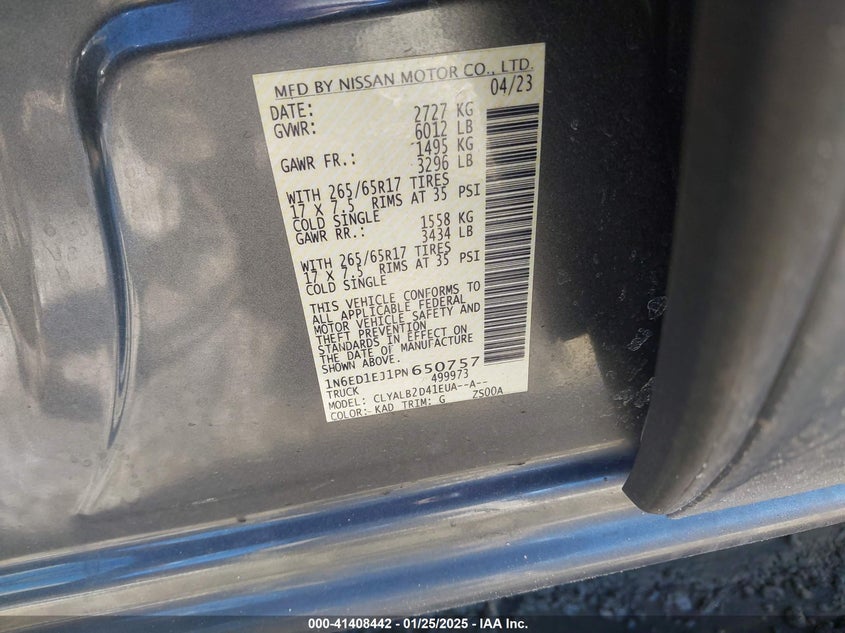 MFD BY NISSAN MOTOR CO., LTD.
DATE: 04/23
GVWR: 2727 KG
6012 LB
GAWR FR.: 1495 KG
3296 LB
WITH 265/65R17 TIRES
17 X 7.5 RIMS AT 35 PSI
COLD SINGLE
GAWR RR.: 1558 KG
3434 LB
WITH 265/65R17 TIRES
17 X 7.5 RIMS AT 35 PSI
COLD SINGLE
THIS VEHICLE CONFORMS TO
ALL APPLICABLE FEDERAL
MOTOR VEHICLE SAFETY AND
THEFT PREVENTION
STANDARDS IN EFFECT ON
THE DATE OF MANUFACTURE
SHOWN ABOVE.
1N6ED1EJ1PN650757
TRUCK 499973
MODEL: CLYALB2D41EUA--A--
COLOR: KAD TRIM: G ZS00A
000-41408442 — 01/25/2025 — IAA Inc.